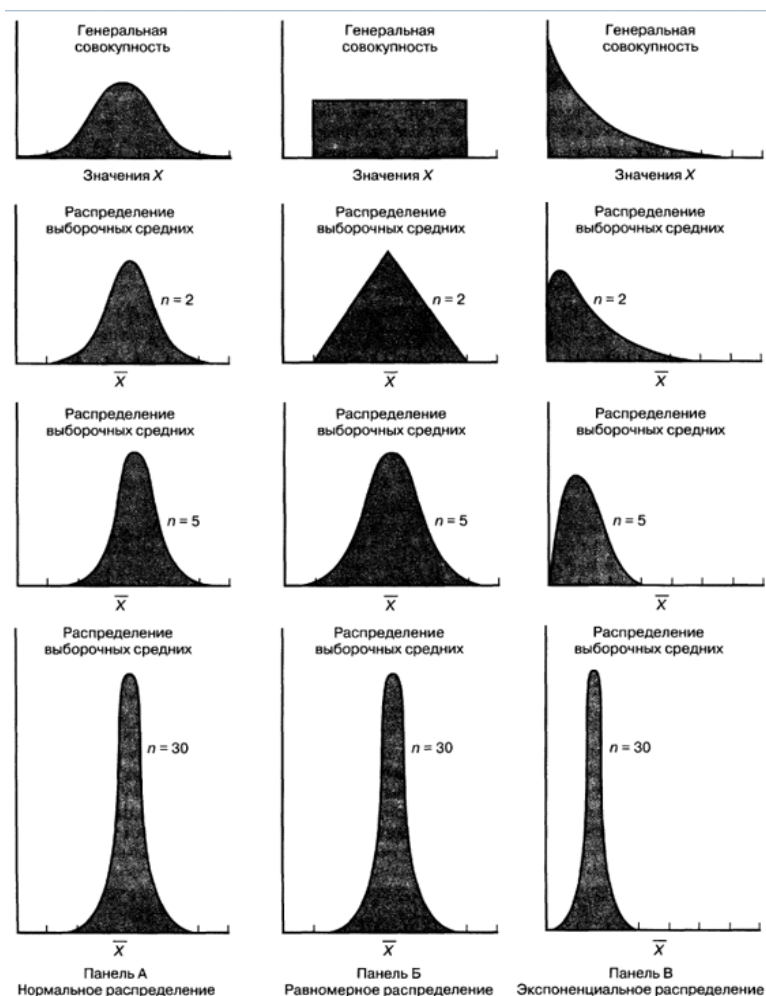 Генеральная
совокупность
Значения X
Генеральная
совокупность
Значения X
Генеральная
совокупность
Значения X
Распределение
выборочных средних
n = 2
X̅
Распределение
выборочных средних
n = 2
X̅
Распределение
выборочных средних
n = 2
X̅
Распределение
выборочных средних
n = 5
X̅
Распределение
выборочных средних
n = 5
X̅
Распределение
выборочных средних
n = 5
X̅
Распределение
выборочных средних
n = 30
X̅
Распределение
выборочных средних
n = 30
X̅
Распределение
выборочных средних
n = 30
X̅
Панель А
Нормальное распределение
Панель Б
Равномерное распределение
Панель В
Экспоненциальное распределение